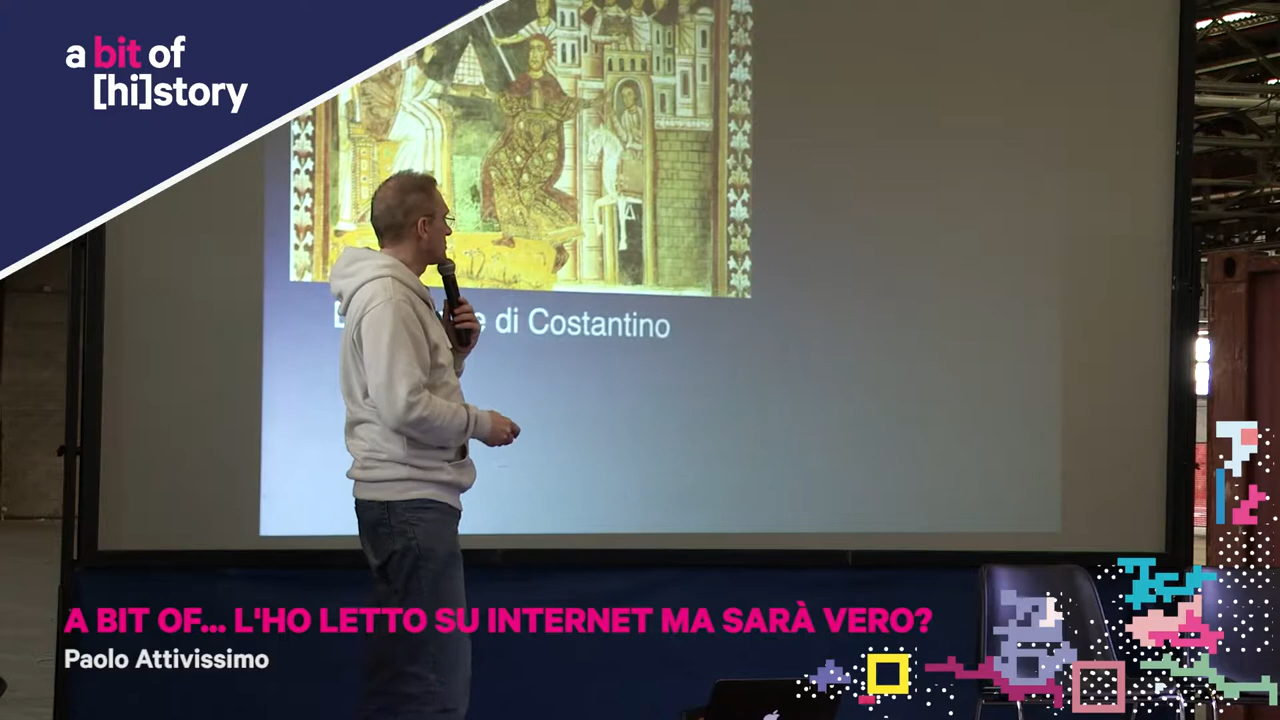 a bit of
[hi]story
e di Costantino
A BIT OF... L'HO LETTO SU INTERNET MA SARÀ VERO?
Paolo Attivissimo